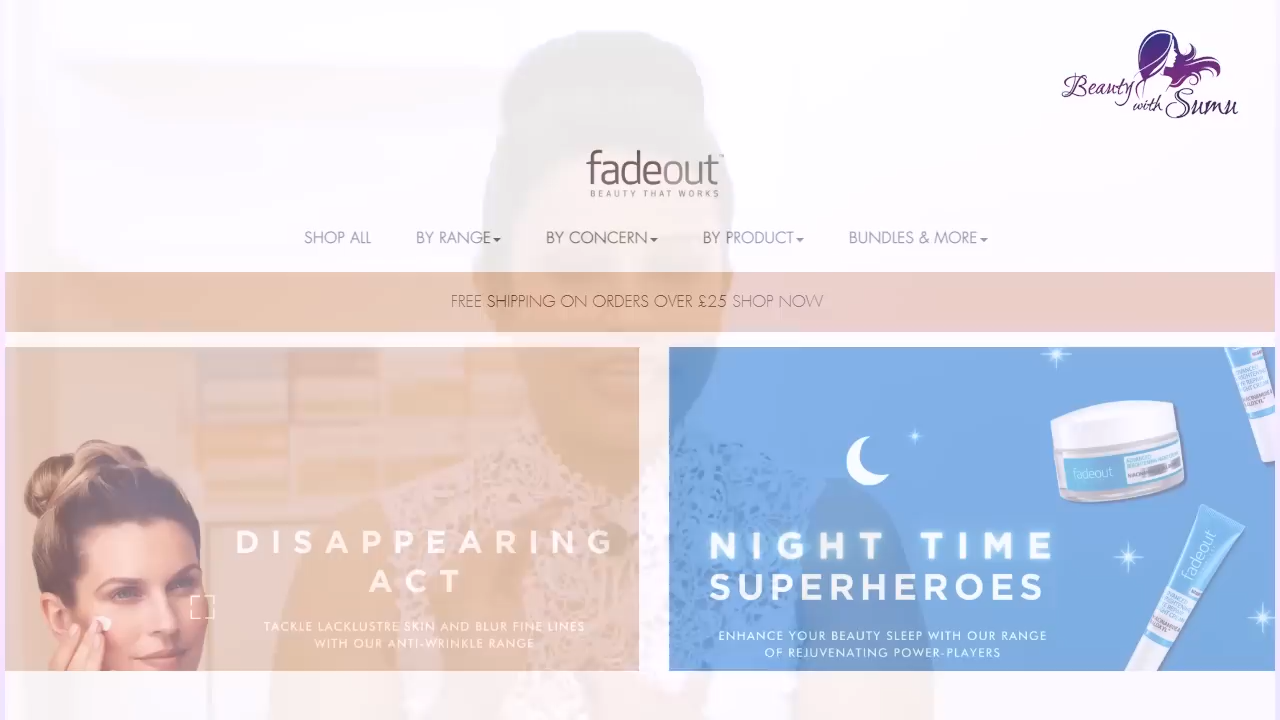 Beauty
with Sumu
fadeout
BEAUTY THAT WORKS
SHOP ALL BY RANGE BY CONCERN BY PRODUCT BUNDLES & MORE
FREE SHIPPING ON ORDERS OVER £25 SHOP NOW
DISAPPEARING
ACT
TACKLE LACKLUSTRE SKIN AND BLUR FINE LINES
WITH OUR ANTI-WRINKLE RANGE
NIGHT TIME
SUPERHEROES
ENHANCE YOUR BEAUTY SLEEP WITH OUR RANGE
OF REJUVENATING POWER-PLAYERS
fadeout
fadeout